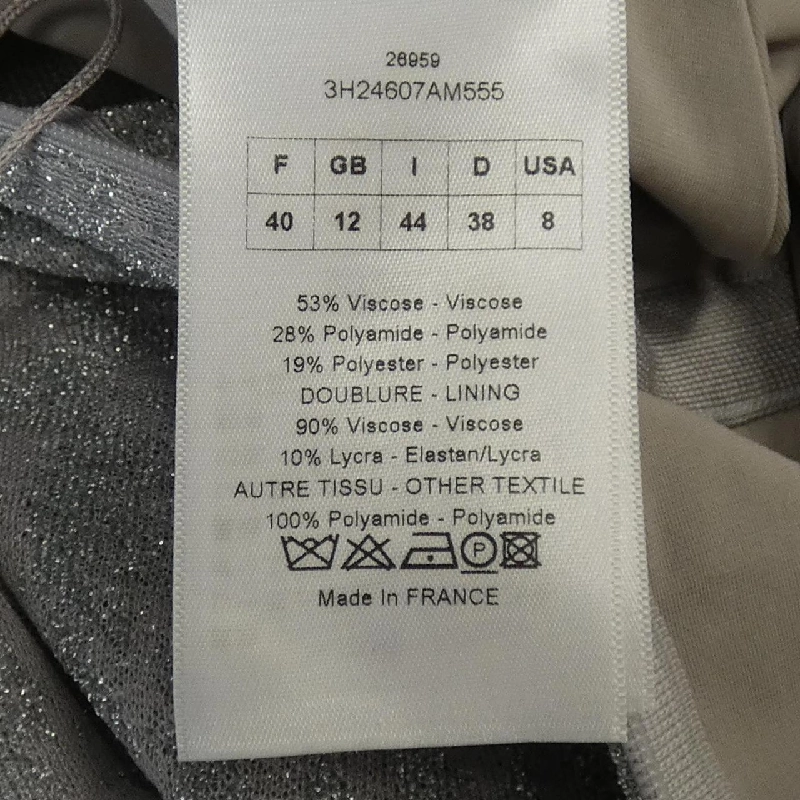 26959
3H24607AM555
F GB I D USA
40 12 44 38 8
53% Viscose - Viscose
28% Polyamide - Polyamide
19% Polyester - Polyester
DOUBLURE - LINING
90% Viscose - Viscose
10% Lycra - Elastan/Lycra
AUTRE TISSU - OTHER TEXTILE
100% Polyamide - Polyamide
P
Made In FRANCE